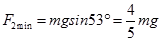 F₂min = mgsin53° = 4/5 mg